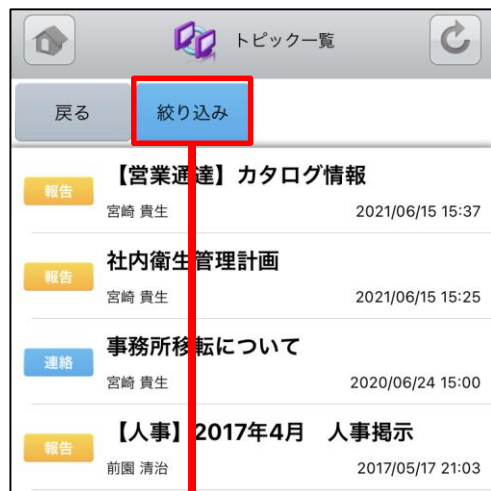 トピック一覧
戻る 絞り込み
報告 【営業通達】カタログ情報
宮崎 貴生 2021/06/15 15:37
報告 社内衛生管理計画
宮崎 貴生 2021/06/15 15:25
連絡 事務所移転について
宮崎 貴生 2020/06/24 15:00
報告 【人事】2017年4月　人事掲示
前園 清治 2017/05/17 21:03